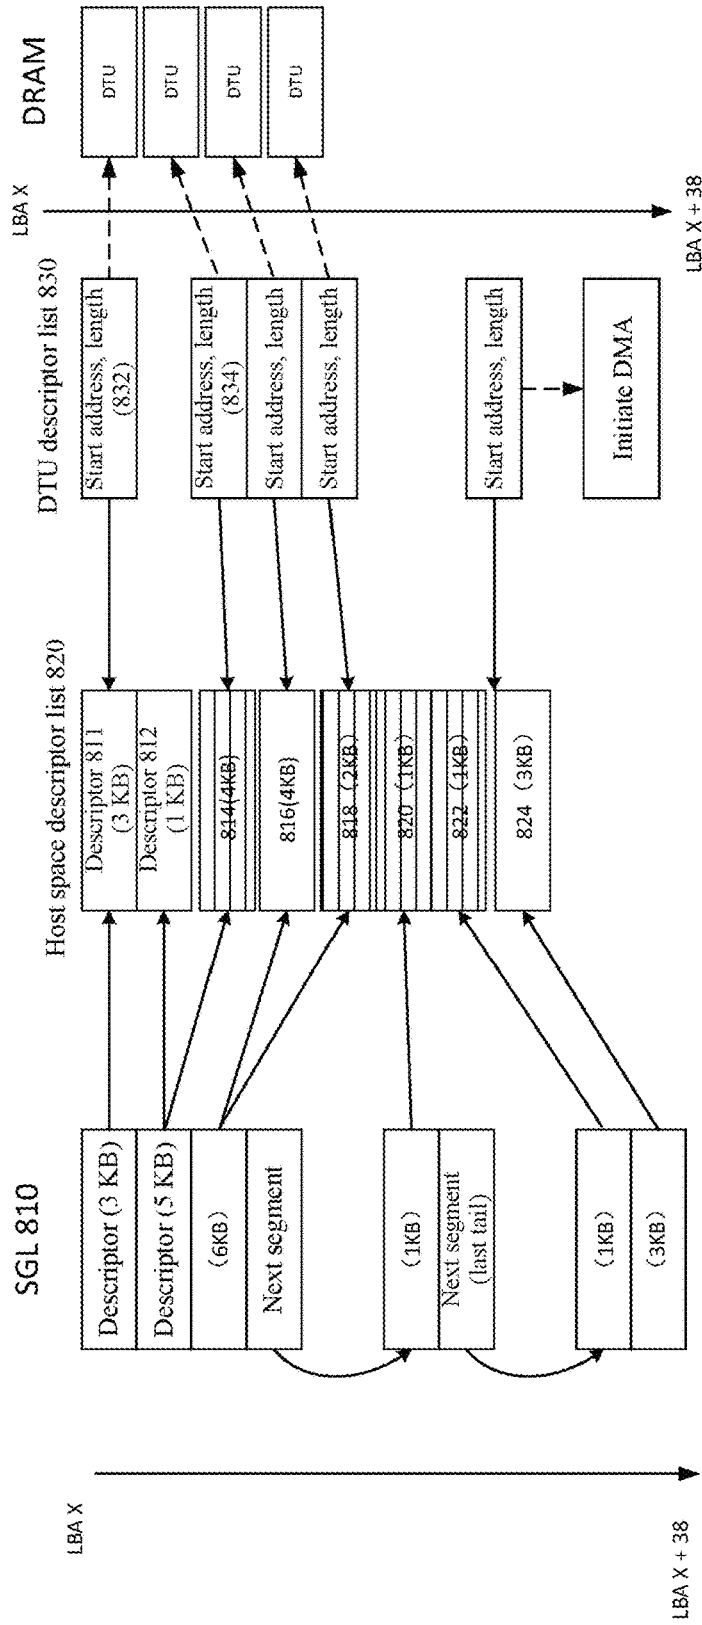 SGL 810
Host space descriptor list 820
DTU descriptor list 830
DRAM
LBA X
LBA X
Descriptor (3 KB)
Descriptor (5 KB)
(6KB)
Next segment
(1KB)
Next segment
(last tail)
(1KB)
(3KB)
Descriptor 811
(3 KB)
Descriptor 812
(1 KB)
814(4KB)
816(4KB)
818 (2KB)
820 (1KB)
822 (1KB)
824 (3KB)
Start address, length
(832)
Start address, length
(834)
Start address, length
Start address, length
Start address, length
Initiate DMA
DTU
DTU
DTU
DTU
LBA X + 38
LBA X + 38